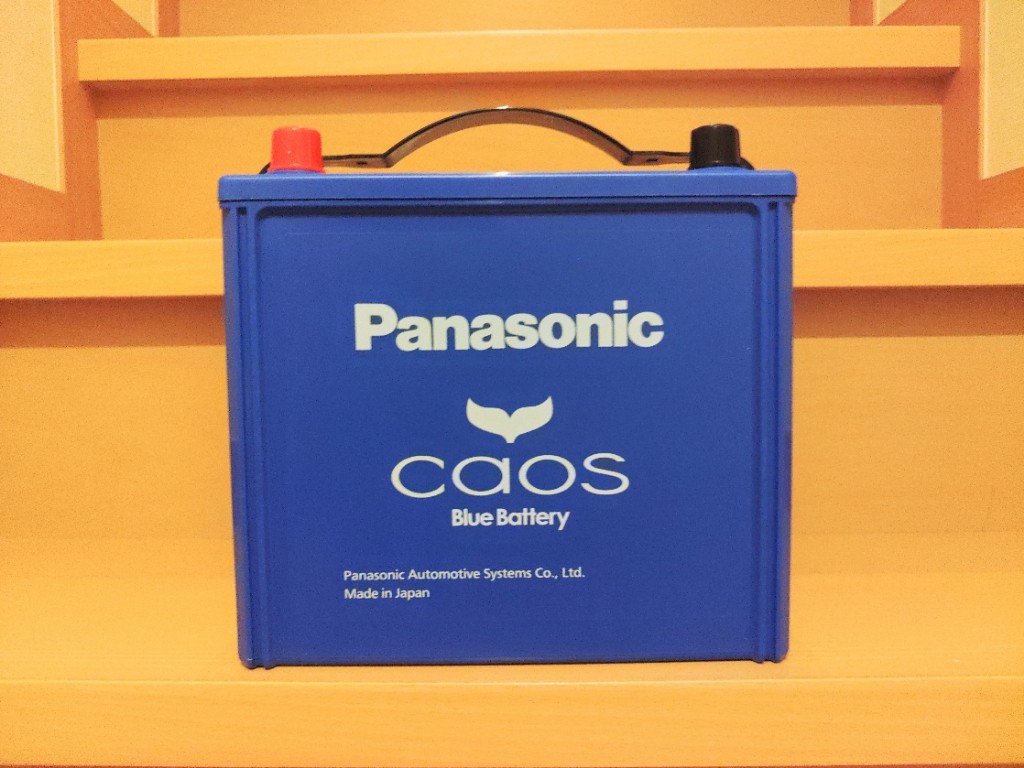 Panasonic
caos
Blue Battery
Panasonic Automotive Systems Co., Ltd.
Made in Japan